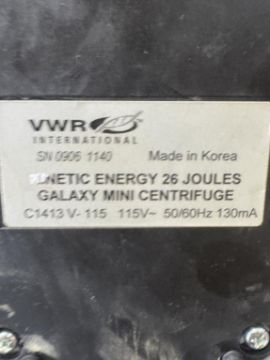 VWR
INTERNATIONAL
SN 0906 1140
Made in Korea
KINETIC ENERGY 26 JOULES
GALAXY MINI CENTRIFUGE
C1413 V- 115 115V~ 50/60Hz 130mA